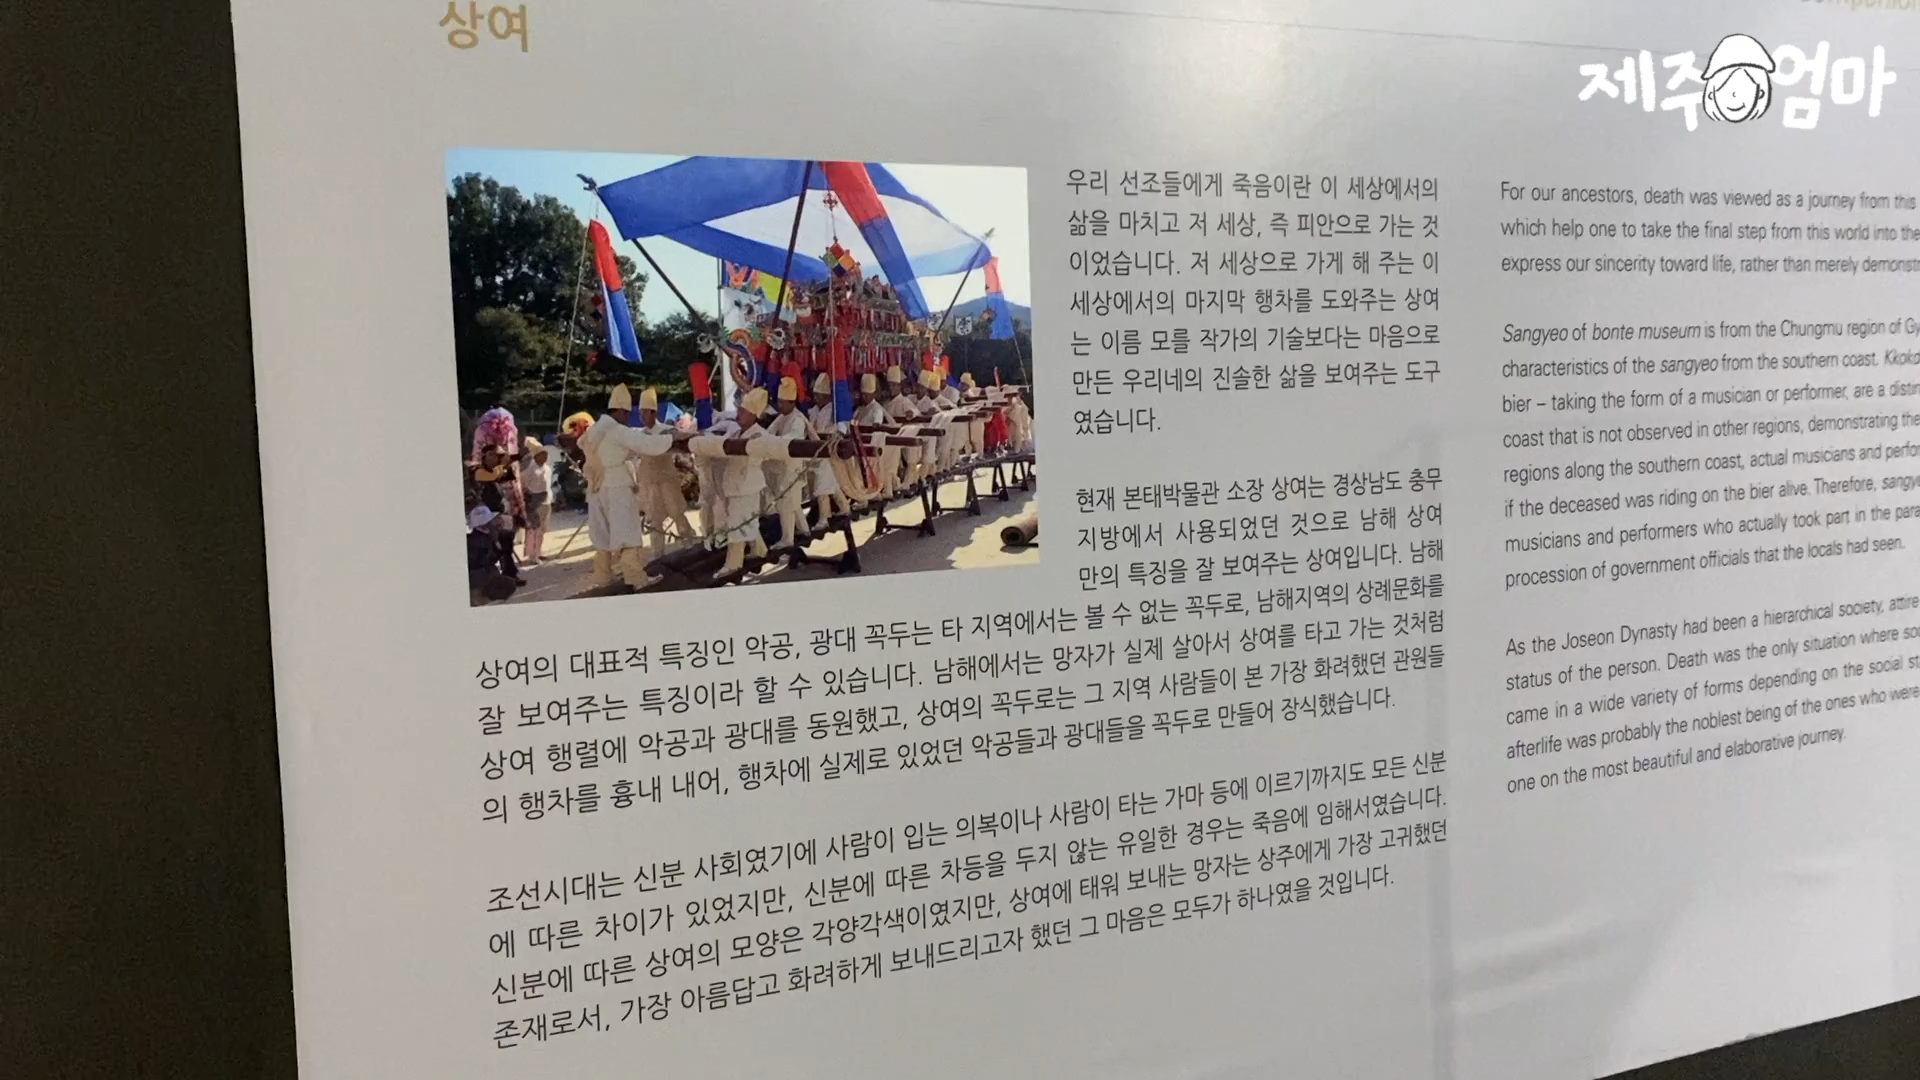 상여
제주엄마
우리 선조들에게 죽음이란 이 세상에서의
삶을 마치고 저 세상, 즉 피안으로 가는 것
이었습니다. 저 세상으로 가게 해 주는 이
세상에서의 마지막 행차를 도와주는 상여
는 이름 모를 작가의 기술보다는 마음으로
만든 우리네의 진솔한 삶을 보여주는 도구
였습니다.
현재 본태박물관 소장 상여는 경상남도 충무
지방에서 사용되었던 것으로 남해 상여
만의 특징을 잘 보여주는 상여입니다. 남해
상여의 대표적 특징인 악공, 광대 꼭두는 타 지역에서는 볼 수 없는 꼭두로, 남해지역의 상례문화를
잘 보여주는 특징이라 할 수 있습니다. 남해에서는 망자가 실제 살아서 상여를 타고 가는 것처럼
상여 행렬에 악공과 광대를 동원했고, 상여의 꼭두로는 그 지역 사람들이 본 가장 화려했던 관원들
의 행차를 흉내 내어, 행차에 실제로 있었던 악공들과 광대들을 꼭두로 만들어 장식했습니다.
조선시대는 신분 사회였기에 사람이 입는 의복이나 사람이 타는 가마 등에 이르기까지도 모든 신분
에 따른 차이가 있었지만, 신분에 따른 차등을 두지 않는 유일한 경우는 죽음에 임해서였습니다.
신분에 따른 상여의 모양은 각양각색이였지만, 상여에 태워 보내는 망자는 상주에게 가장 고귀했던
존재로서, 가장 아름답고 화려하게 보내드리고자 했던 그 마음은 모두가 하나였을 것입니다.
For our ancestors, death was viewed as a journey from this
which help one to take the final step from this world into the
express our sincerity toward life, rather than merely
Sangyeo of bonte museum is from the Chungmu region of
characteristics of the sangyeo from the southern coast.
bier – taking the form of a musician or performer, are a
coast that is not observed in other regions, demonstrating the
regions along the southern coast, actual musicians and
if the deceased was riding on the bier alive. Therefore,
musicians and performers who actually took part in the
procession of government officials that the locals had seen.
As the Joseon Dynasty had been a hierarchical society, attire
status of the person. Death was the only situation where
came in a wide variety of forms depending on the social
afterlife was probably the noblest being of the ones who were
one on the most beautiful and elaborative journey.